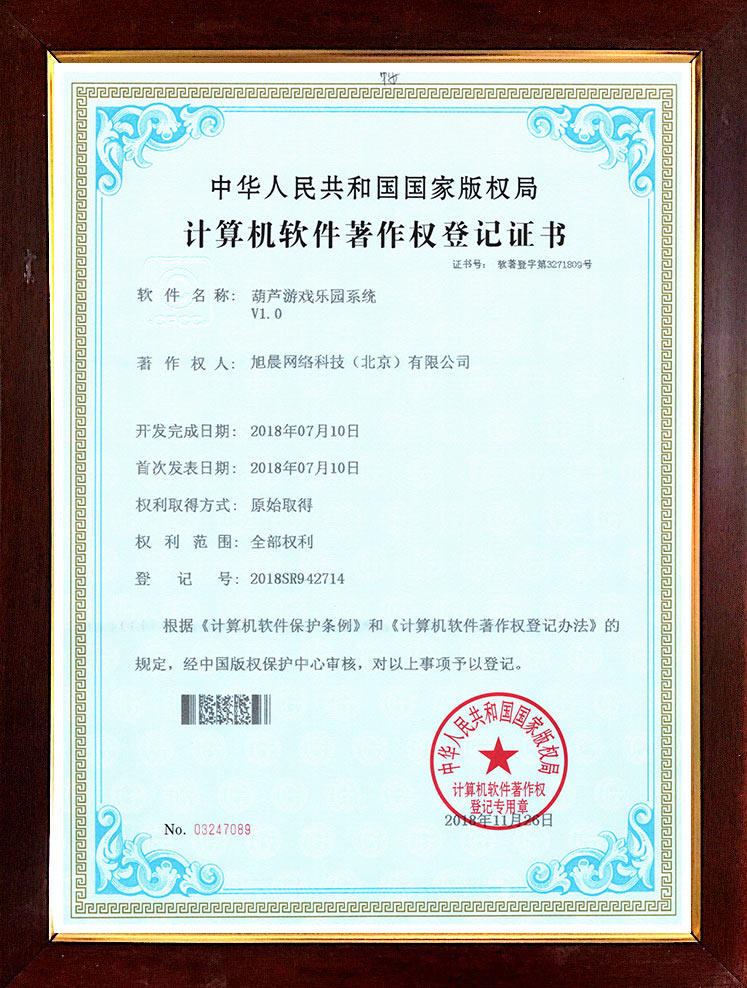 中华人民共和国国家版权局
计算机软件著作权登记证书
证书号： 软著登字第3271809号
软件名称： 葫芦游戏乐园系统
V1.0
著作权人： 旭晨网络科技（北京）有限公司
开发完成日期： 2018年07月10日
首次发表日期： 2018年07月10日
权利取得方式： 原始取得
权利范围： 全部权利
登记号： 2018SR942714
根据《计算机软件保护条例》和《计算机软件著作权登记办法》的
规定，经中国版权保护中心审核，对以上事项予以登记。
中华人民共和国国家版权局
计算机软件著作权
登记专用章
2018年11月26日
No. 03247089